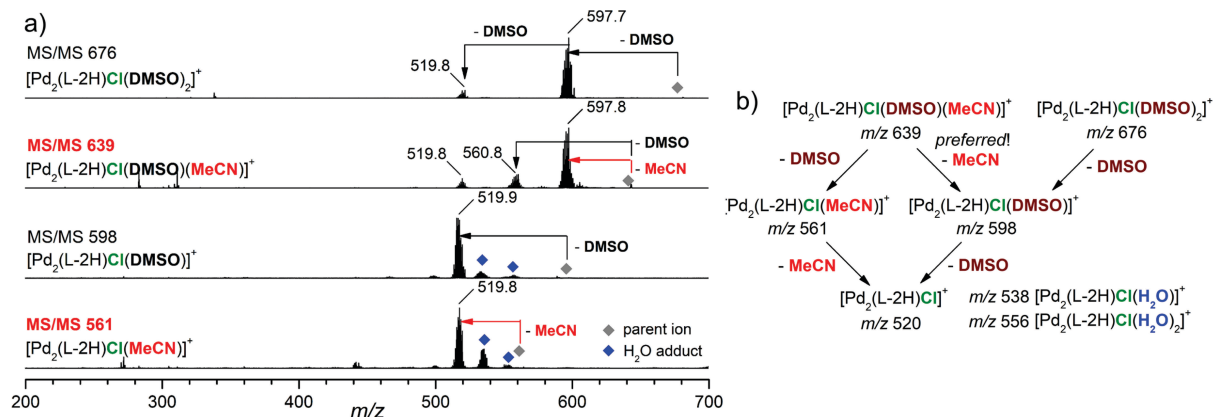 a)
MS/MS 676
[Pd₂(L-2H)Cl(DMSO)₂]⁺
- DMSO
- DMSO
597.7
519.8
MS/MS 639
[Pd₂(L-2H)Cl(DMSO)(MeCN)]⁺
597.8
519.8
560.8
- DMSO
- MeCN
MS/MS 598
[Pd₂(L-2H)Cl(DMSO)]⁺
519.9
- DMSO
MS/MS 561
[Pd₂(L-2H)Cl(MeCN)]⁺
519.8
- MeCN
parent ion
H₂O adduct
200 300 400 500 600 700
m/z
b)
[Pd₂(L-2H)Cl(DMSO)(MeCN)]⁺ [Pd₂(L-2H)Cl(DMSO)₂]⁺
m/z 639 m/z 676
preferred!
- DMSO - MeCN - DMSO
[Pd₂(L-2H)Cl(MeCN)]⁺ [Pd₂(L-2H)Cl(DMSO)]⁺
m/z 561 m/z 598
- MeCN - DMSO
[Pd₂(L-2H)Cl]⁺ m/z 538 [Pd₂(L-2H)Cl(H₂O)]⁺
m/z 520 m/z 556 [Pd₂(L-2H)Cl(H₂O)₂]⁺